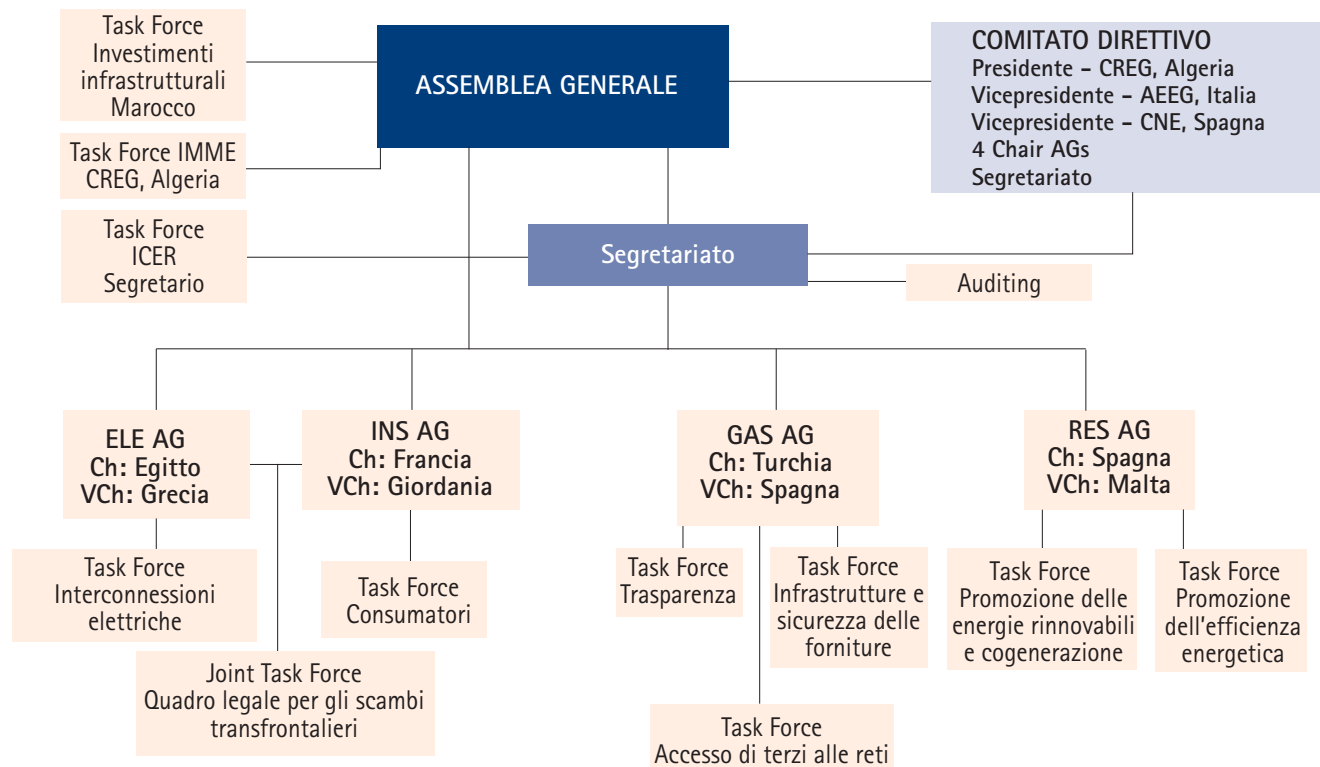 Task Force
Investimenti
infrastrutturali
Marocco
ASSEMBLEA GENERALE
COMITATO DIRETTIVO
Presidente – CREG, Algeria
Vicepresidente – AEEG, Italia
Vicepresidente – CNE, Spagna
4 Chair AGs
Segretariato
Task Force IMME
CREG, Algeria
Task Force
ICER
Segretario
Segretariato
Auditing
ELE AG
Ch: Egitto
VCh: Grecia
INS AG
Ch: Francia
VCh: Giordania
GAS AG
Ch: Turchia
VCh: Spagna
RES AG
Ch: Spagna
VCh: Malta
Task Force
Interconnessioni
elettriche
Task Force
Consumatori
Task Force
Trasparenza
Task Force
Infrastrutture e
sicurezza delle
forniture
Task Force
Promozione delle
energie rinnovabili
e cogenerazione
Task Force
Promozione
dell'efficienza
energetica
Joint Task Force
Quadro legale per gli scambi
transfrontalieri
Task Force
Accesso di terzi alle reti